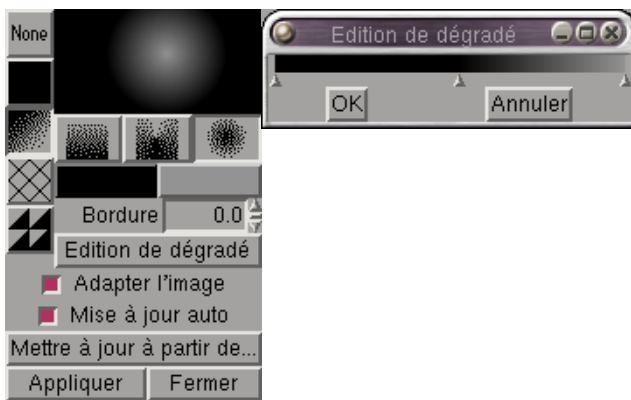 None
Edition de dégradé
OK Annuler
Bordure 0.0
Edition de dégradé
Adapter l'image
Mise à jour auto
Mettre à jour à partir de...
Appliquer Fermer